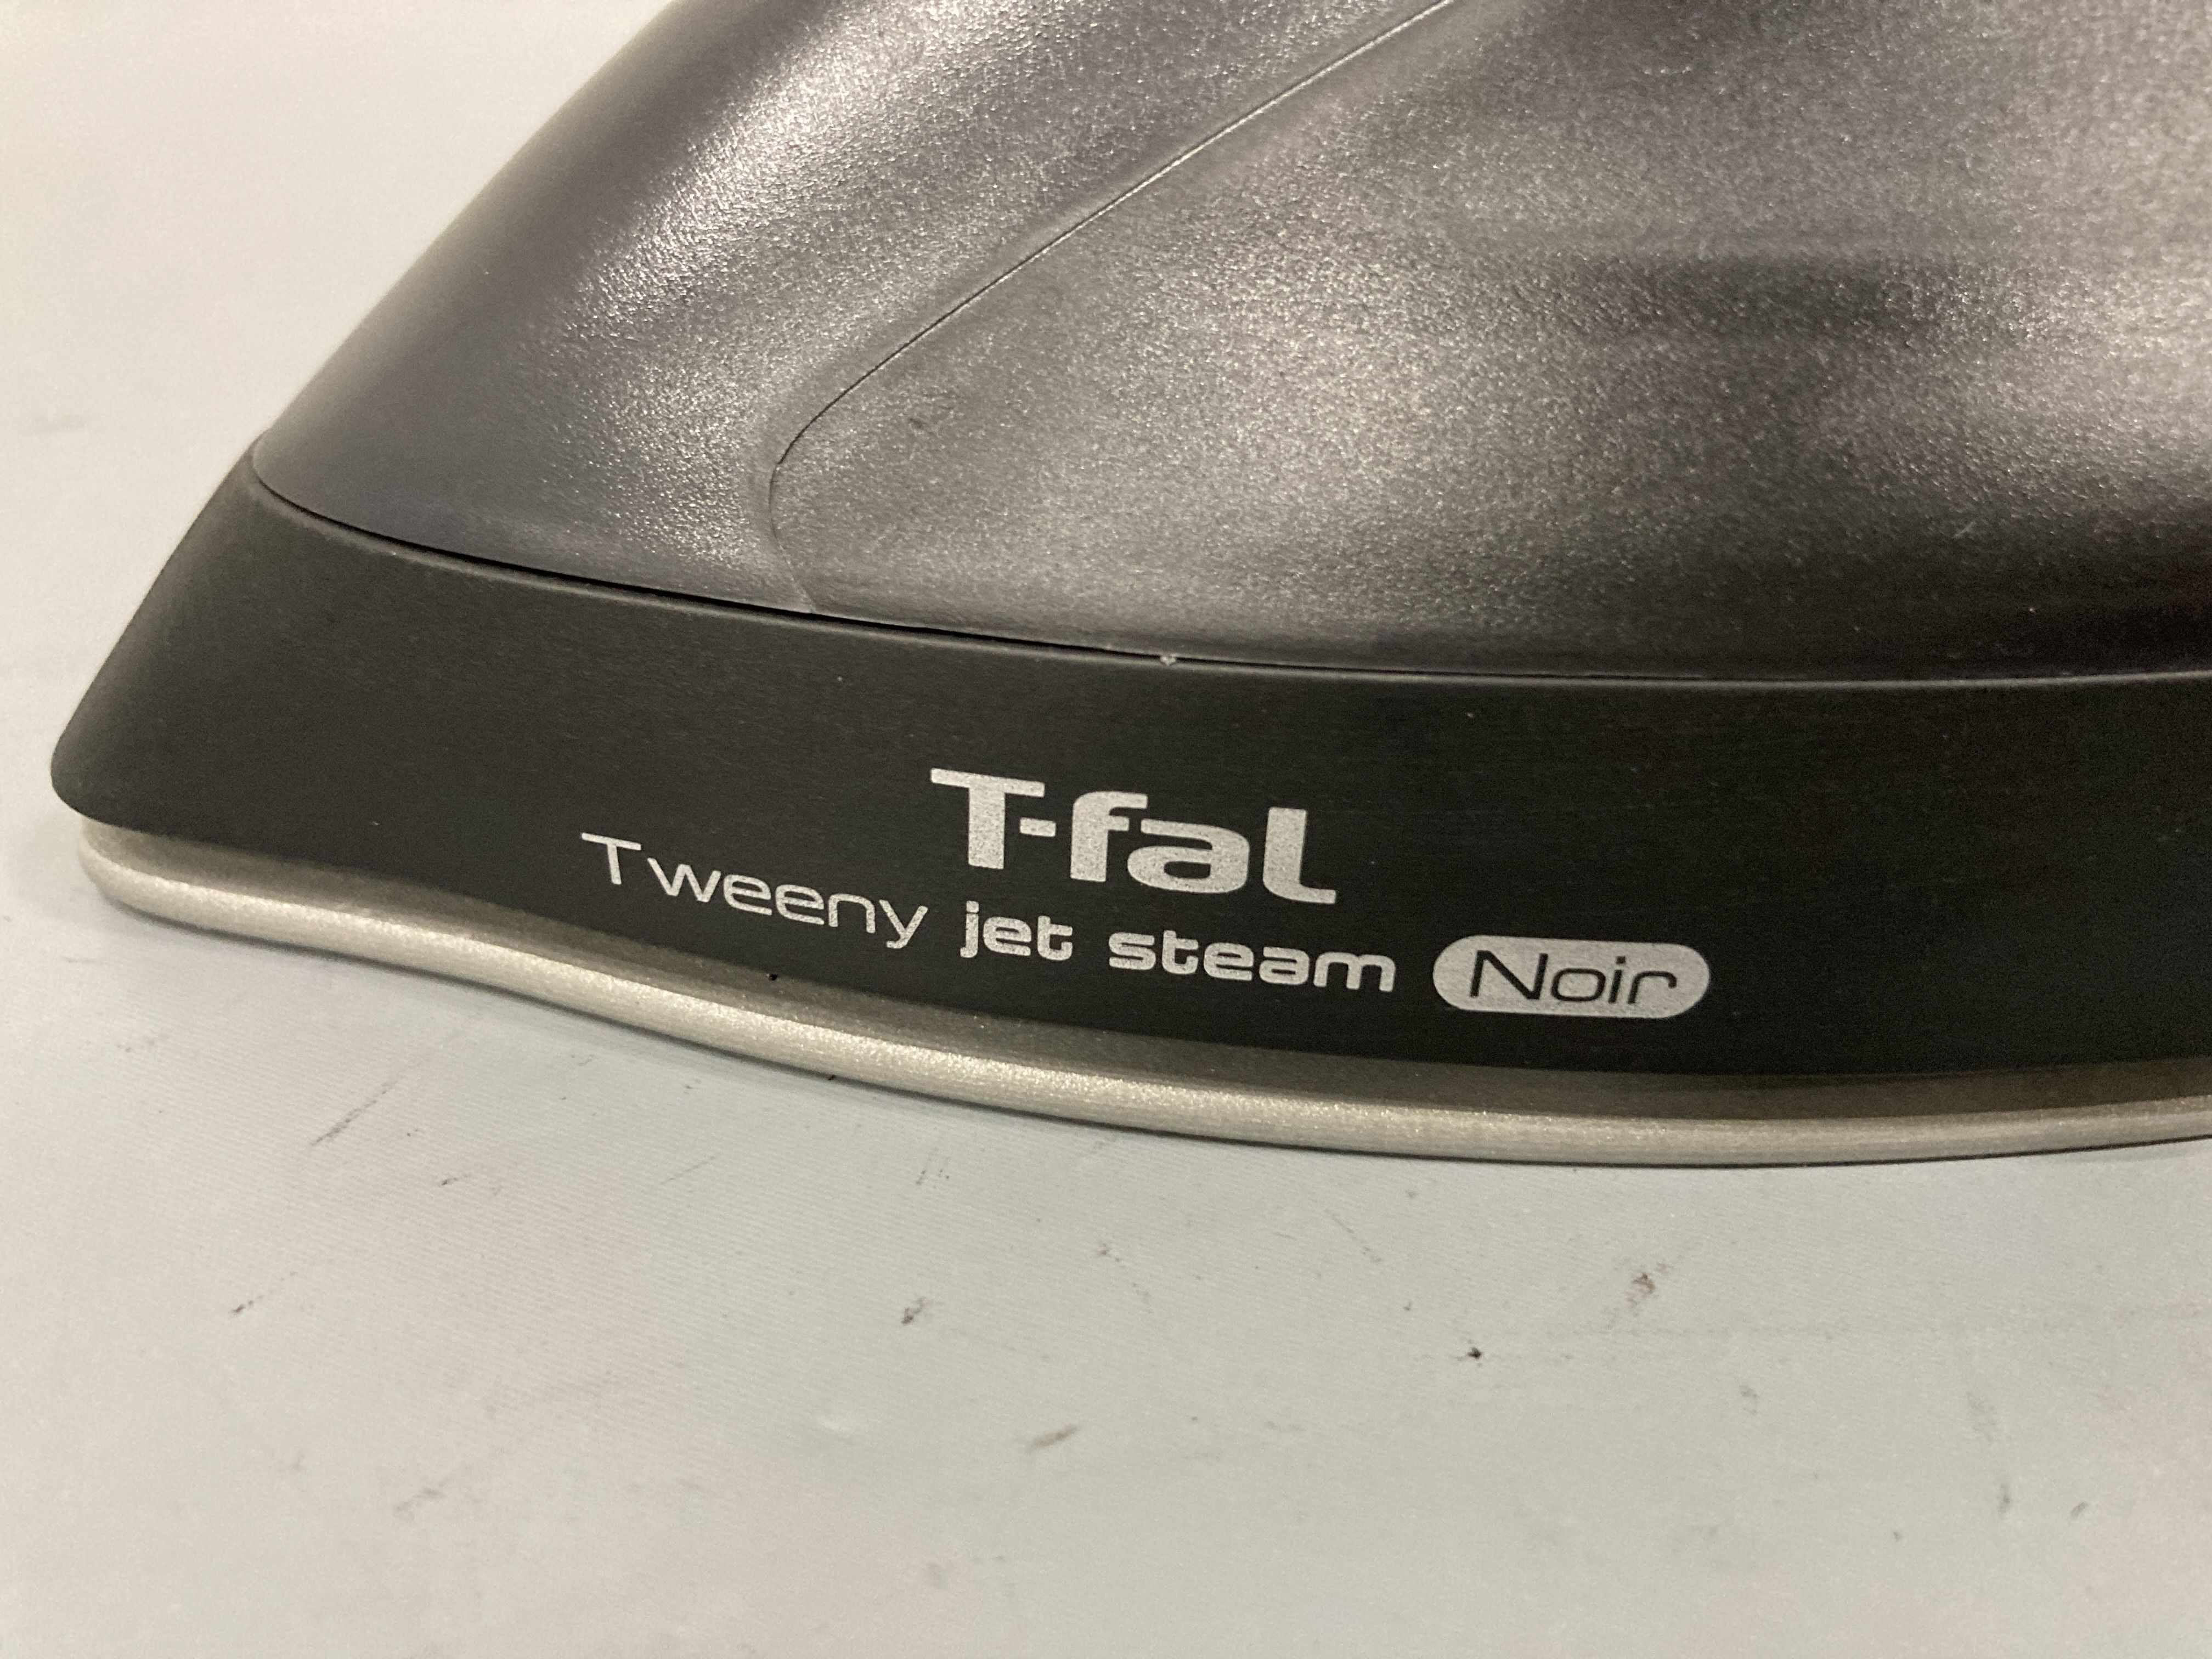 T-fal
Tweeny jet steam Noir